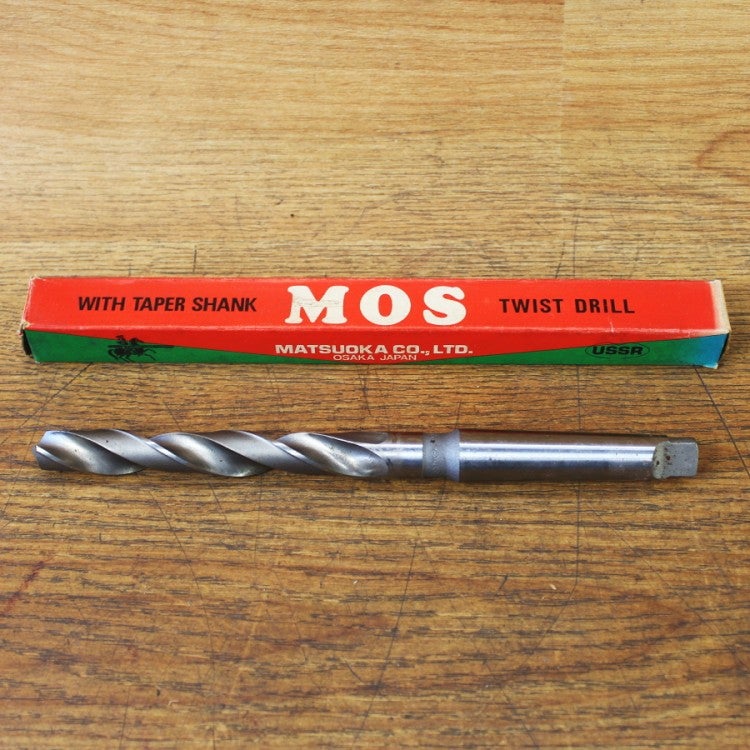 WITH TAPER SHANK MOS TWIST DRILL
MATSUOKA CO., LTD.
OSAKA JAPAN
USSR